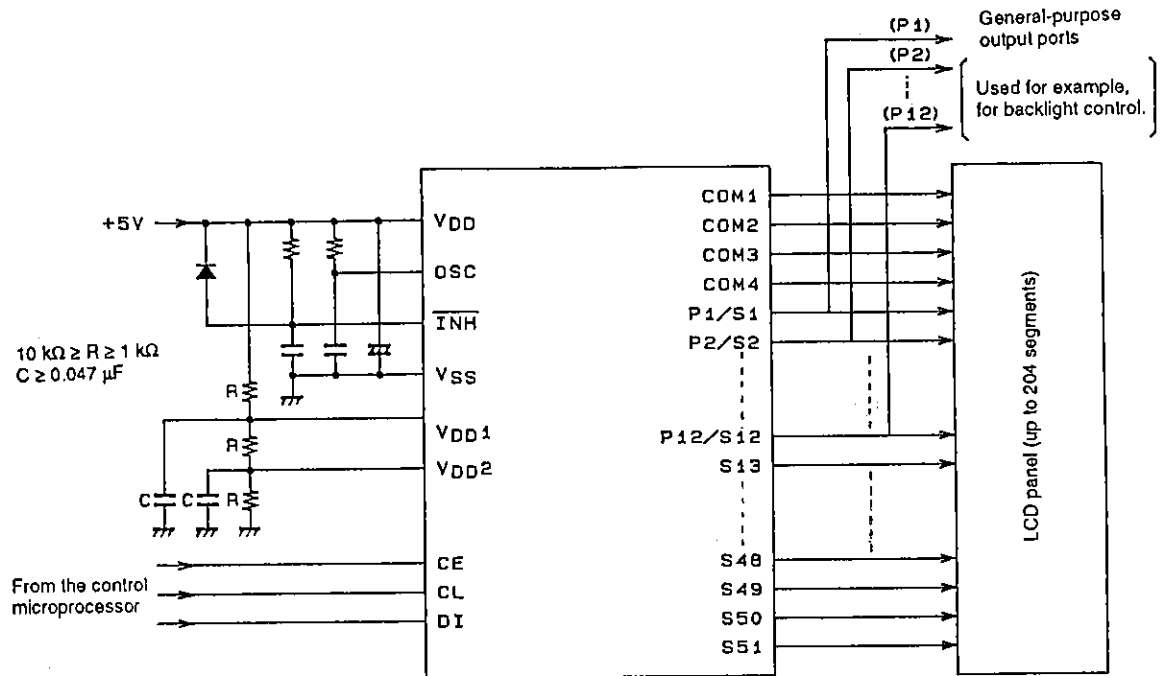 (P1)
General-purpose
output ports
(P2)
Used for example,
for backlight control.
(P12)
+5V
VDD
OSC
INH
10 kΩ ≥ R ≥ 1 kΩ
C ≥ 0.047 µF
VSS
R
VDD1
R
VDD2
C
C
R
From the control
microprocessor
CE
CL
DI
COM1
COM2
COM3
COM4
P1/S1
P2/S2
P12/S12
S13
S48
S49
S50
S51
LCD panel (up to 204 segments)